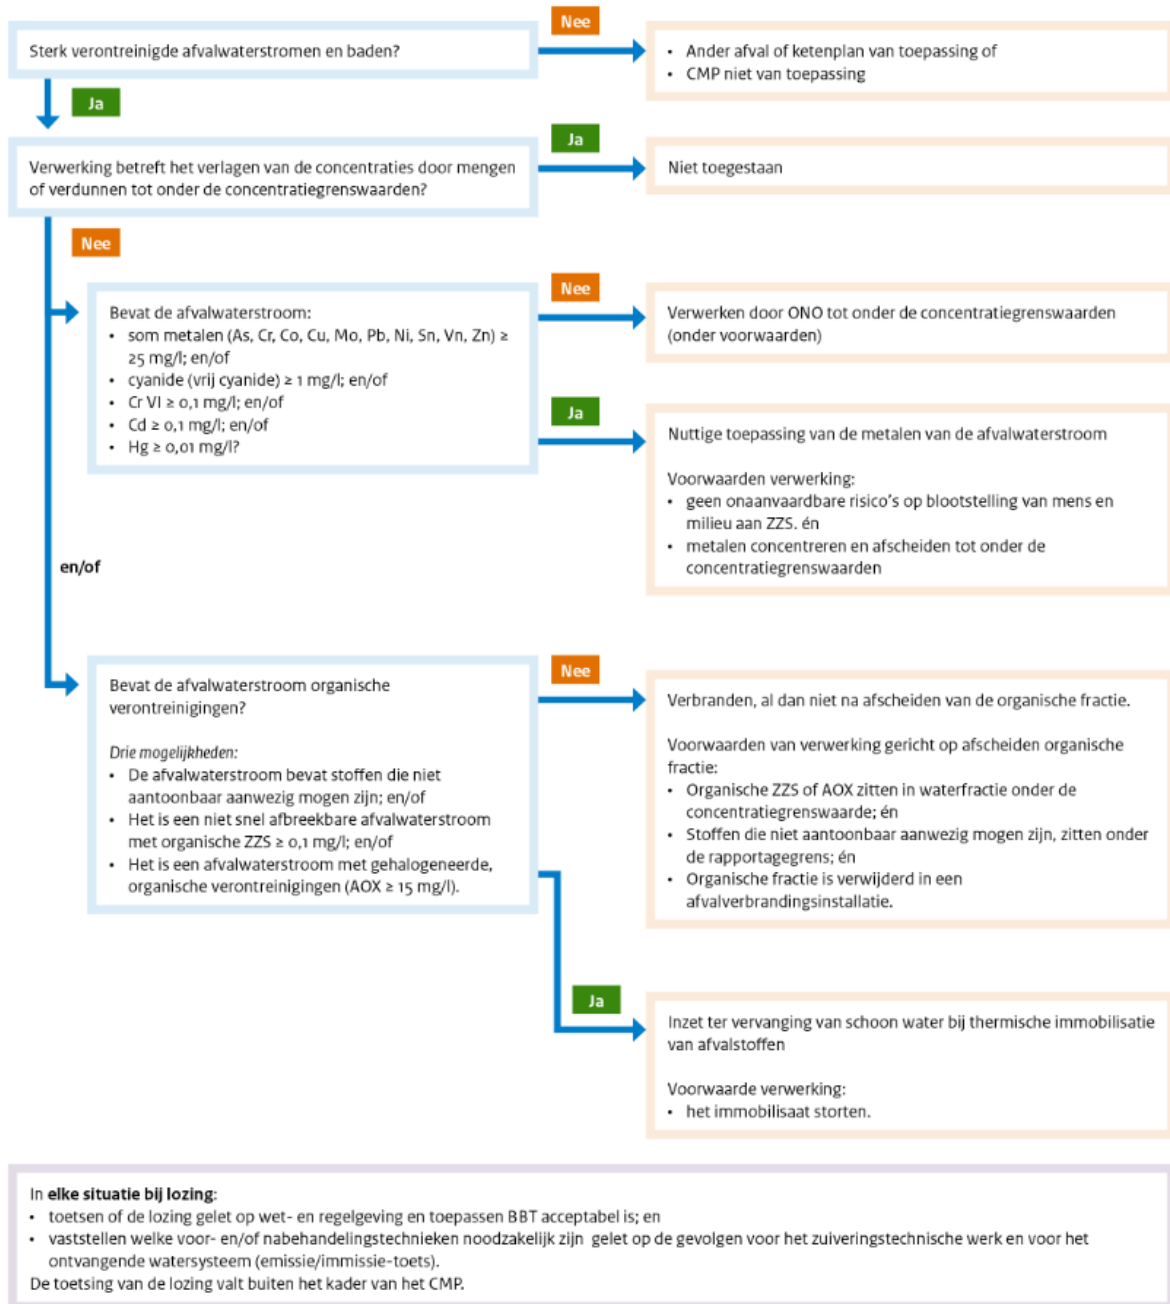 Nee
Sterk verontreinigde afvalwaterstromen en baden?
• Ander afval of ketenplan van toepassing of
• CMP niet van toepassing
Ja
Verwerking betreft het verlagen van de concentraties door mengen
of verdunnen tot onder de concentratiegrenswaarden?
Ja
Niet toegestaan
Nee
Bevat de afvalwaterstroom:
• som metalen (As, Cr, Co, Cu, Mo, Pb, Ni, Sn, Vn, Zn) ≥
25 mg/l; en/of
• cyanide (vrij cyanide) ≥ 1 mg/l; en/of
• Cr VI ≥ 0,1 mg/l; en/of
• Cd ≥ 0,1 mg/l; en/of
• Hg ≥ 0,01 mg/l?
Nee
Verwerken door ONO tot onder de concentratiegrenswaarden
(onder voorwaarden)
Ja
Nuttige toepassing van de metalen van de afvalwaterstroom
Voorwaarden verwerking:
• geen onaanvaardbare risico's op blootstelling van mens en
milieu aan ZZS. én
• metalen concentreren en afscheiden tot onder de
concentratiegrenswaarden
en/of
Bevat de afvalwaterstroom organische
verontreinigingen?
Drie mogelijkheden:
• De afvalwaterstroom bevat stoffen die niet
aantoonbaar aanwezig mogen zijn; en/of
• Het is een niet snel afbreekbare afvalwaterstroom
met organische ZZS ≥ 0,1 mg/l; en/of
• Het is een afvalwaterstroom met gehalogeneerde,
organische verontreinigingen (AOX ≥ 15 mg/l).
Nee
Verbranden, al dan niet na afscheiden van de organische fractie.
Voorwaarden van verwerking gericht op afscheiden organische
fractie:
• Organische ZZS of AOX zitten in waterfractie onder de
concentratiegrenswaarde; én
• Stoffen die niet aantoonbaar aanwezig mogen zijn, zitten onder
de rapportagegrens; én
• Organische fractie is verwijderd in een
afvalverbrandingsinstallatie.
Ja
Inzet ter vervanging van schoon water bij thermische immobilisatie
van afvalstoffen
Voorwaarde verwerking:
• het immobilisaat storten.
In elke situatie bij lozing:
• toetsen of de lozing gelet op wet- en regelgeving en toepassen BBT acceptabel is; en
• vaststellen welke voor- en/of nabehandelingstechnieken noodzakelijk zijn gelet op de gevolgen voor het zuiveringstechnische werk en voor het
ontvangende watersysteem (emissie/immissie-toets).
De toetsing van de lozing valt buiten het kader van het CMP.